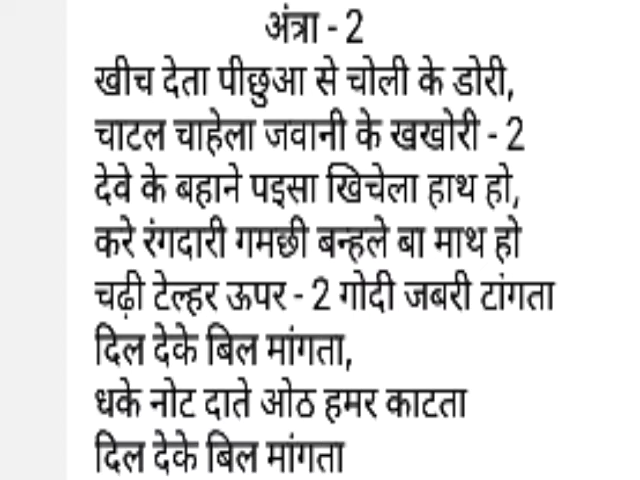 अंत्रा - 2
खीच देता पीछुआ से चोली के डोरी,
चाटल चाहेला जवानी के खखोरी - 2
देवे के बहाने पइसा खिचेला हाथ हो,
करे रंगदारी गमछी बन्हले बा माथ हो
चढ़ी टेल्हर ऊपर - 2 गोदी जबरी टांगता
दिल देके बिल मांगता,
धके नोट दाते ओठ हमर काटता
दिल देके बिल मांगता